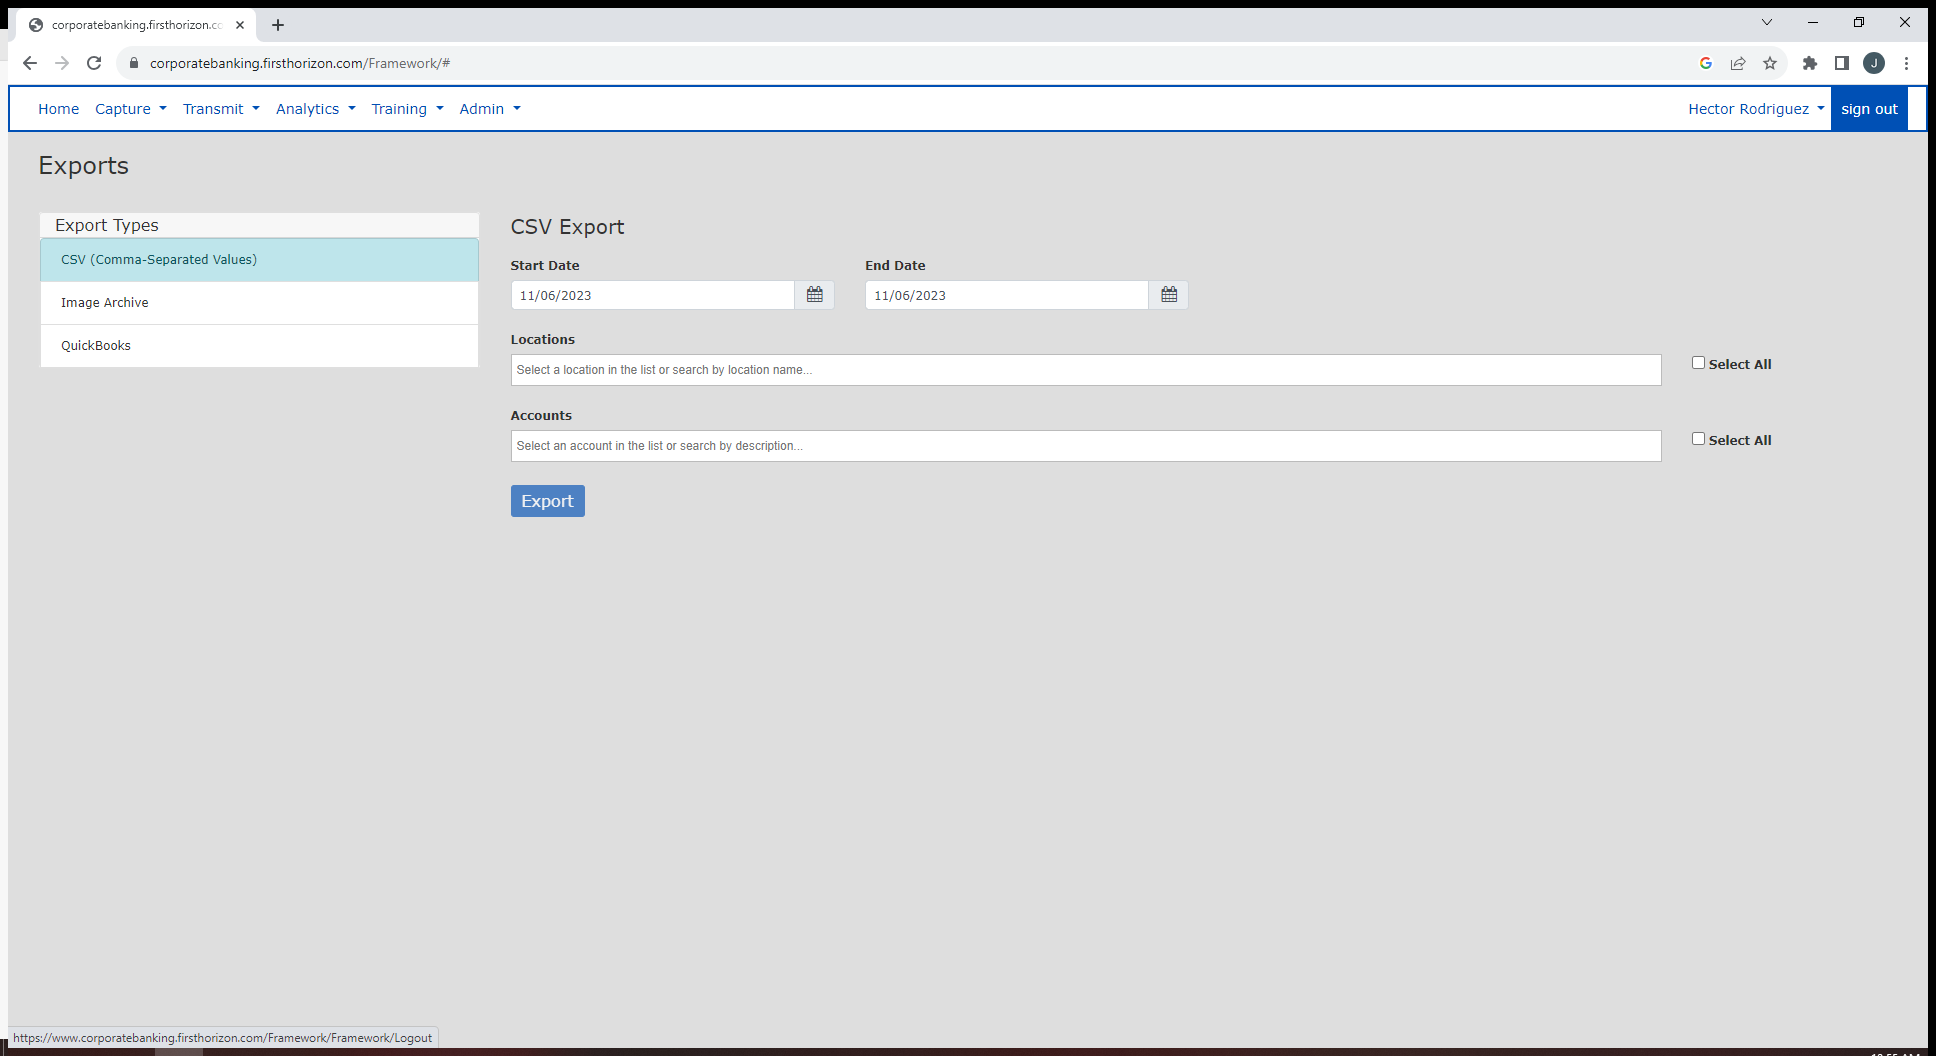 corporatebanking.firsthorizon.co
corporatebanking.firsthorizon.com/Framework/#
J
Home Capture Transmit Analytics Training Admin Hector Rodriguez sign out
Exports
Export Types
CSV (Comma-Separated Values)
Image Archive
QuickBooks
CSV Export
Start Date End Date
11/06/2023 11/06/2023
Locations
Select a location in the list or search by location name...
Select All
Accounts
Select an account in the list or search by description...
Select All
Export
https://www.corporatebanking.firsthorizon.com/Framework/Framework/Logout